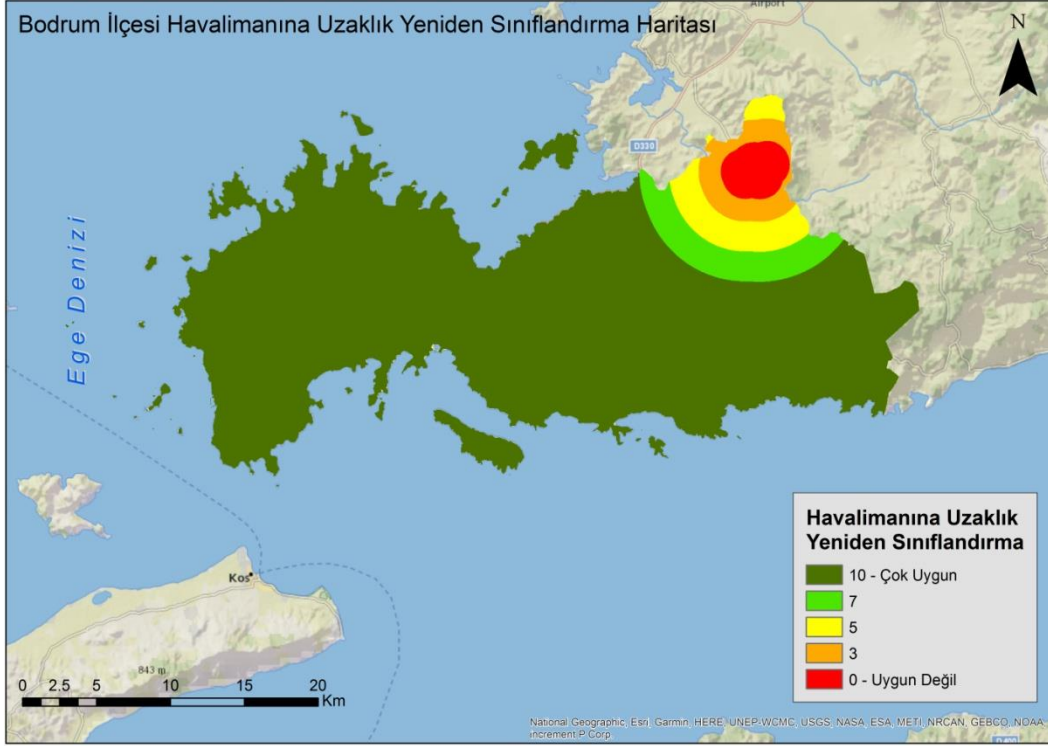 Airport
Bodrum İlçesi Havalimanına Uzaklık Yeniden Sınıflandırma Haritası
N
D330
Ege Denizi
Havalimanına Uzaklık
Yeniden Sınıflandırma
10 - Çok Uygun
7
5
3
0 - Uygun Değil
Kos
843 m
0 2.5 5 10 15 20
Km
National Geographic, Esri, Garmin, HERE, UNEP-WCMC, USGS, NASA, ESA, METI, NRCAN, GEBCO, NOAA,
increment P Corp.
D400